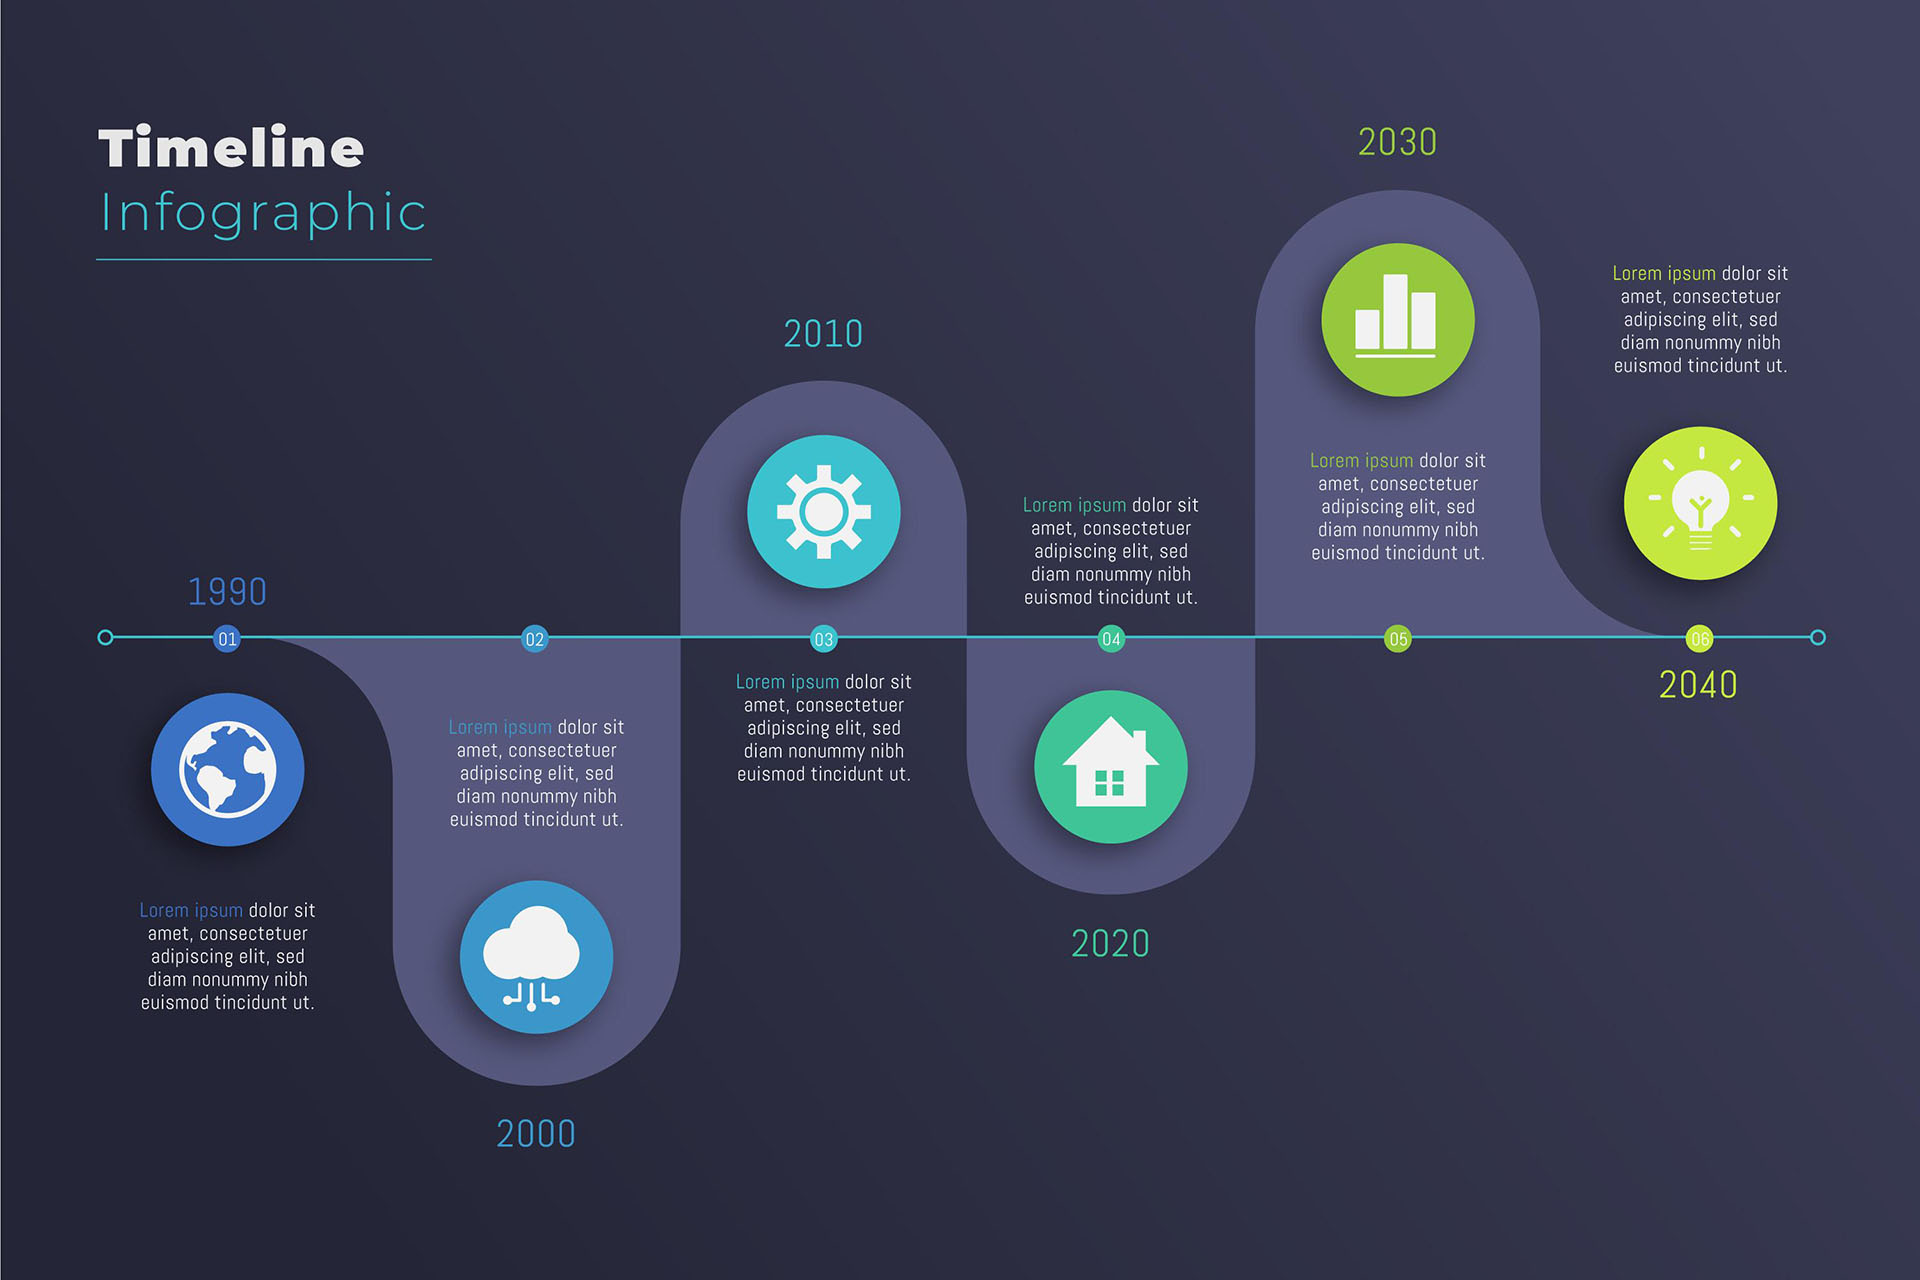 Timeline
Infographic
1990
01
Lorem ipsum dolor sit
amet, consectetuer
adipiscing elit, sed
diam nonummy nibh
euismod tincidunt ut.
02
Lorem ipsum dolor sit
amet, consectetuer
adipiscing elit, sed
diam nonummy nibh
euismod tincidunt ut.
2000
2010
03
Lorem ipsum dolor sit
amet, consectetuer
adipiscing elit, sed
diam nonummy nibh
euismod tincidunt ut.
Lorem ipsum dolor sit
amet, consectetuer
adipiscing elit, sed
diam nonummy nibh
euismod tincidunt ut.
04
2020
2030
Lorem ipsum dolor sit
amet, consectetuer
adipiscing elit, sed
diam nonummy nibh
euismod tincidunt ut.
05
Lorem ipsum dolor sit
amet, consectetuer
adipiscing elit, sed
diam nonummy nibh
euismod tincidunt ut.
06
2040